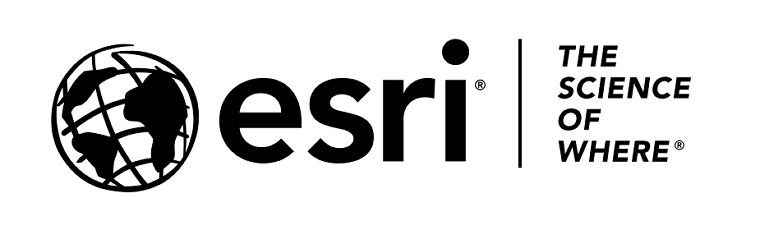 esri®
THE
SCIENCE
OF
WHERE®